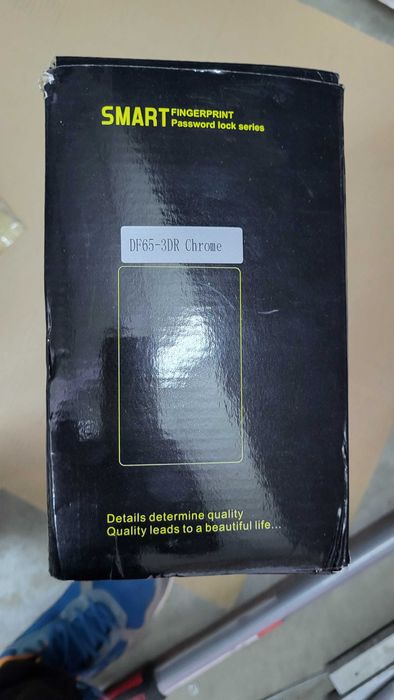 SMART FINGERPRINT
Password lock series
DF65-3DR Chrome
Details determine quality
Quality leads to a beautiful life...